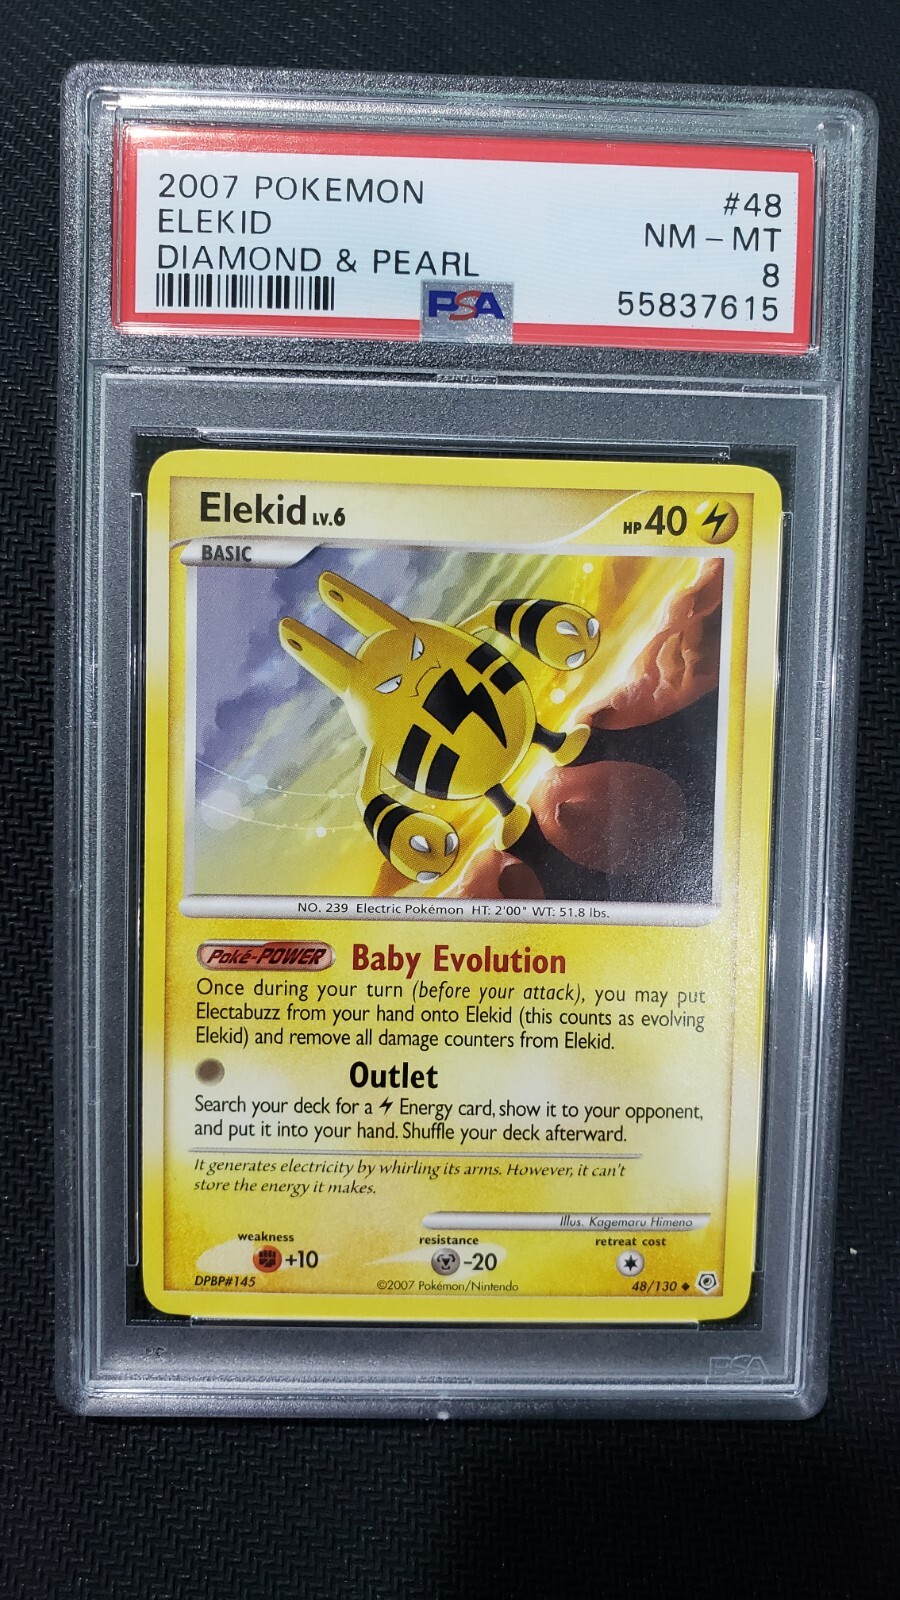 2007 POKEMON #48
ELEKID NM - MT
DIAMOND & PEARL 8
PSA 55837615
Elekid LV.6 HP 40
BASIC
NO. 239 Electric Pokémon HT: 2'00" WT: 51.8 lbs.
Poké-POWER Baby Evolution
Once during your turn (before your attack), you may put
Electabuzz from your hand onto Elekid (this counts as evolving
Elekid) and remove all damage counters from Elekid.
Outlet
Search your deck for a Energy card, show it to your opponent,
and put it into your hand. Shuffle your deck afterward.
It generates electricity by whirling its arms. However, it can't
store the energy it makes.
Illus. Kagemaru Himeno
weakness resistance retreat cost
+10 -20
DPBP#145 ©2007 Pokémon/Nintendo 48/130
PSA